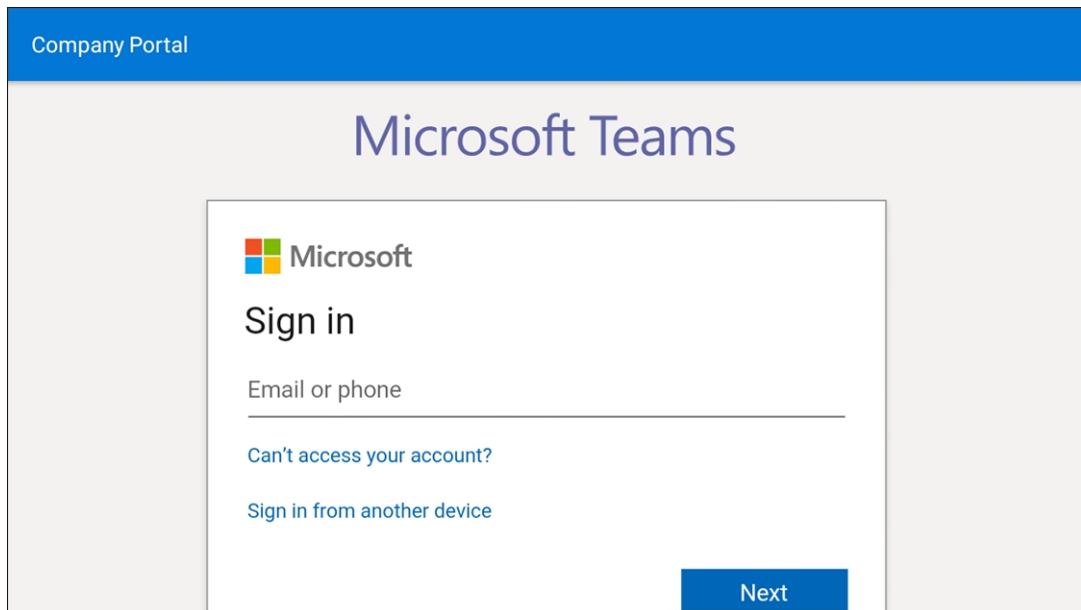 Company Portal
Microsoft Teams
Microsoft
Sign in
Email or phone
Can't access your account?
Sign in from another device
Next